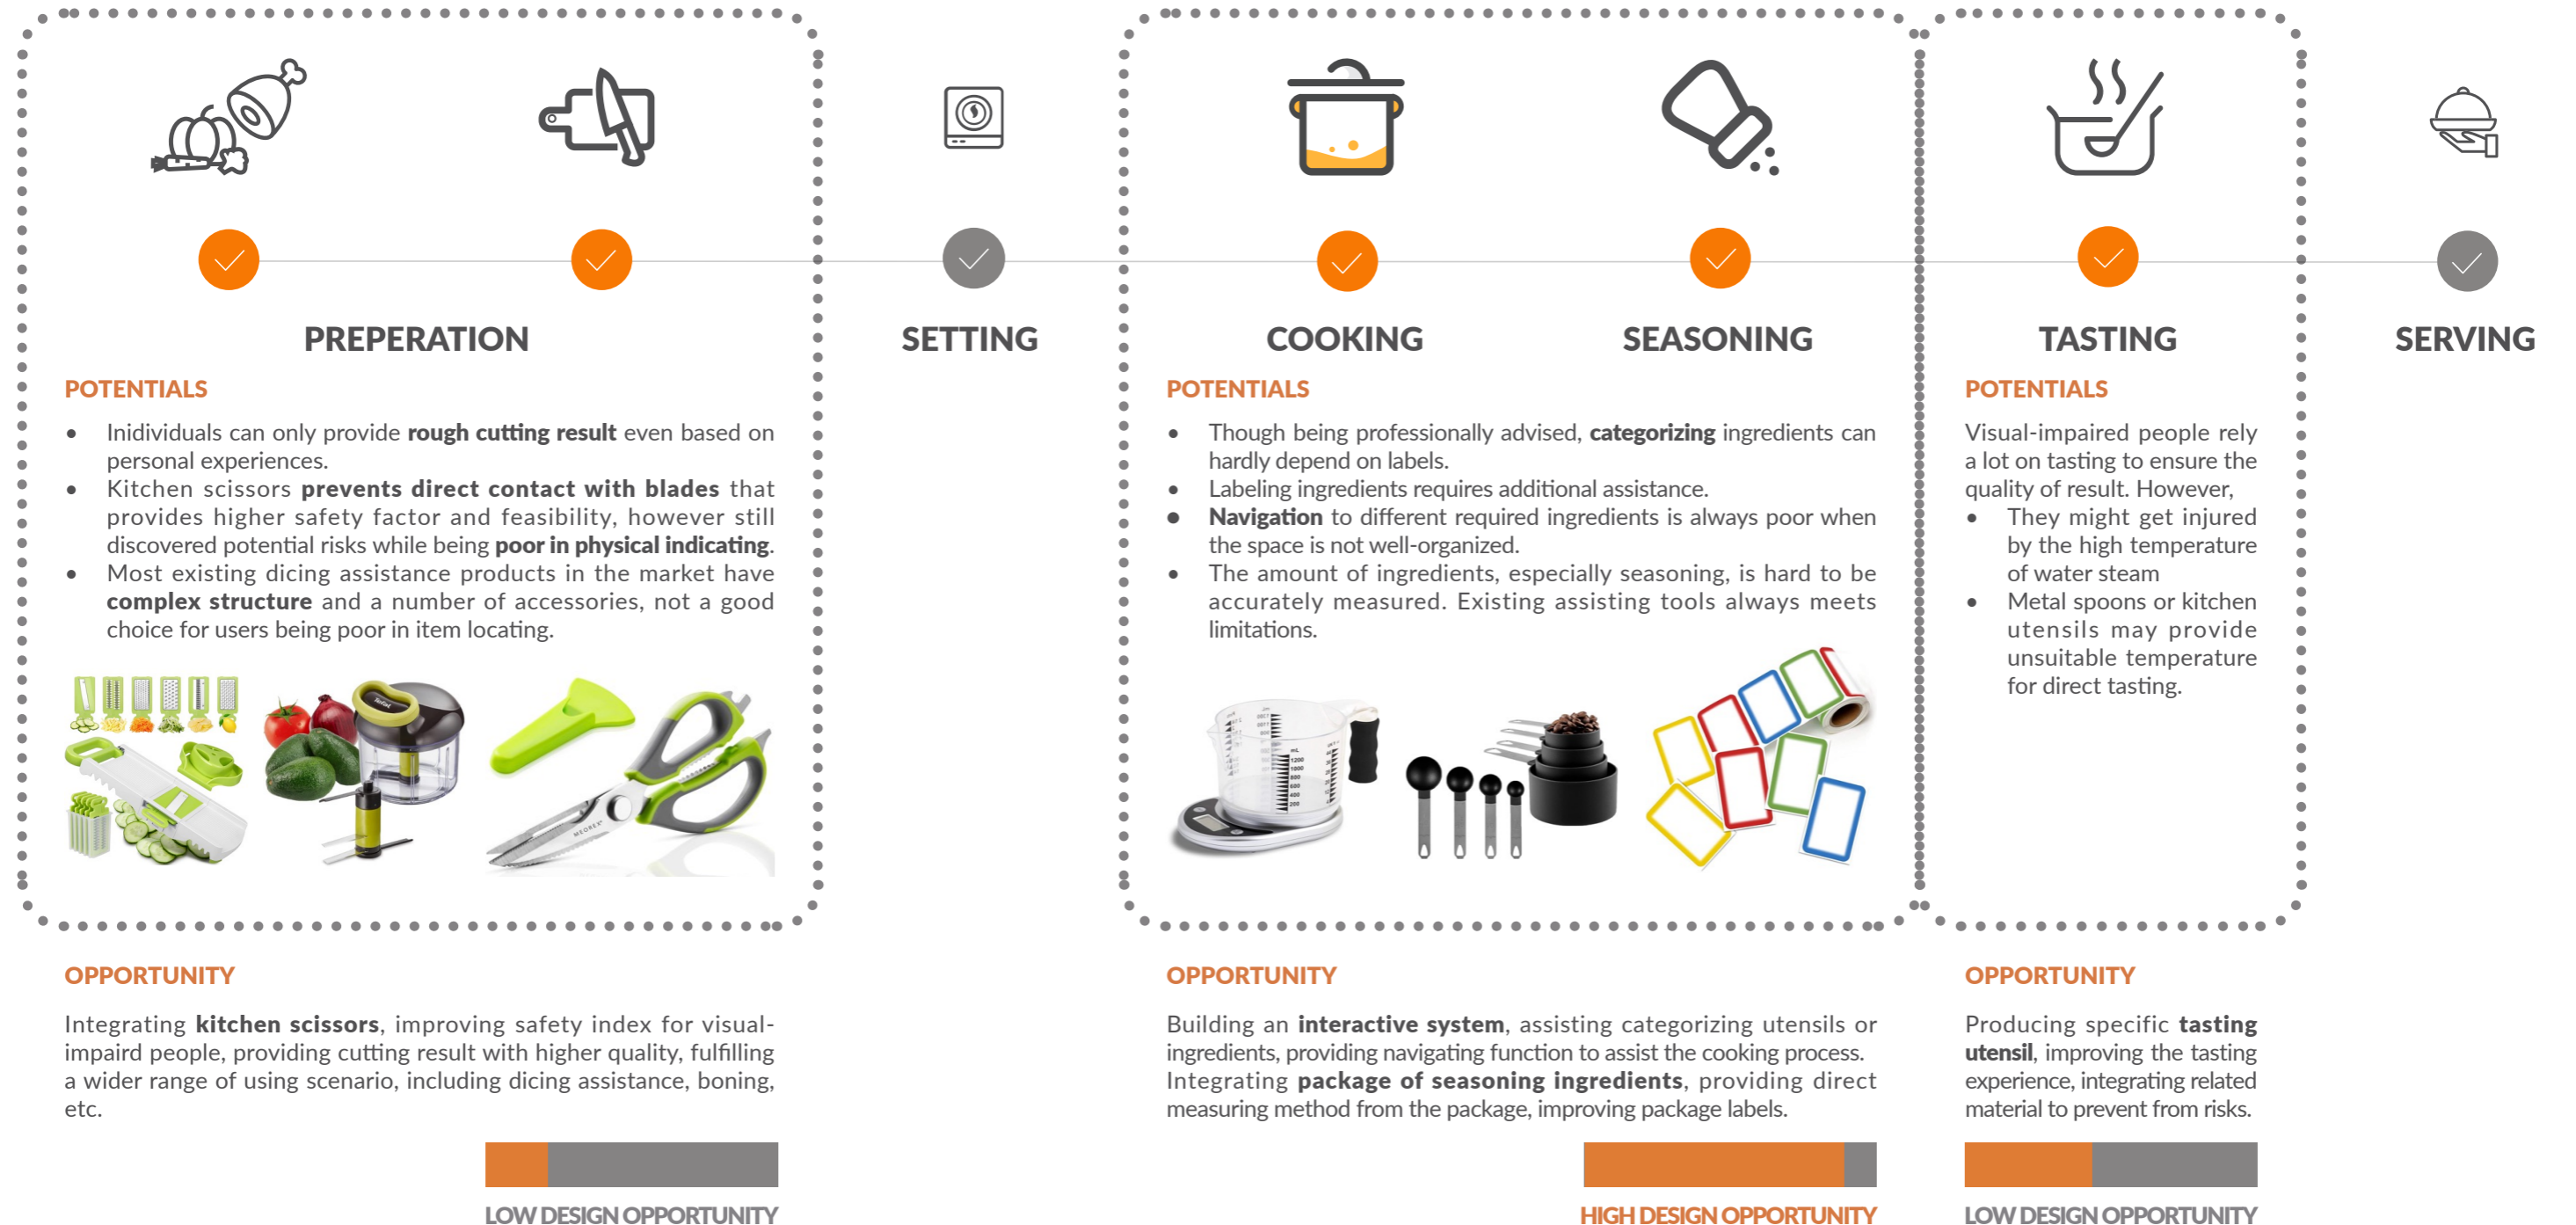 PREPERATION
SETTING
COOKING
SEASONING
TASTING
SERVING
POTENTIALS
• Inidividuals can only provide rough cutting result even based on
personal experiences.
• Kitchen scissors prevents direct contact with blades that
provides higher safety factor and feasibility, however still
discovered potential risks while being poor in physical indicating.
• Most existing dicing assistance products in the market have
complex structure and a number of accessories, not a good
choice for users being poor in item locating.
Tefal
MEOREX
OPPORTUNITY
Integrating kitchen scissors, improving safety index for visual-
impaird people, providing cutting result with higher quality, fulfilling
a wider range of using scenario, including dicing assistance, boning,
etc.
LOW DESIGN OPPORTUNITY
POTENTIALS
• Though being professionally advised, categorizing ingredients can
hardly depend on labels.
• Labeling ingredients requires additional assistance.
• Navigation to different required ingredients is always poor when
the space is not well-organized.
• The amount of ingredients, especially seasoning, is hard to be
accurately measured. Existing assisting tools always meets
limitations.
mL
1200
1000
800
600
400
200
OPPORTUNITY
Building an interactive system, assisting categorizing utensils or
ingredients, providing navigating function to assist the cooking process.
Integrating package of seasoning ingredients, providing direct
measuring method from the package, improving package labels.
HIGH DESIGN OPPORTUNITY
POTENTIALS
Visual-impaired people rely
a lot on tasting to ensure the
quality of result. However,
• They might get injured
by the high temperature
of water steam
• Metal spoons or kitchen
utensils may provide
unsuitable temperature
for direct tasting.
OPPORTUNITY
Producing specific tasting
utensil, improving the tasting
experience, integrating related
material to prevent from risks.
LOW DESIGN OPPORTUNITY